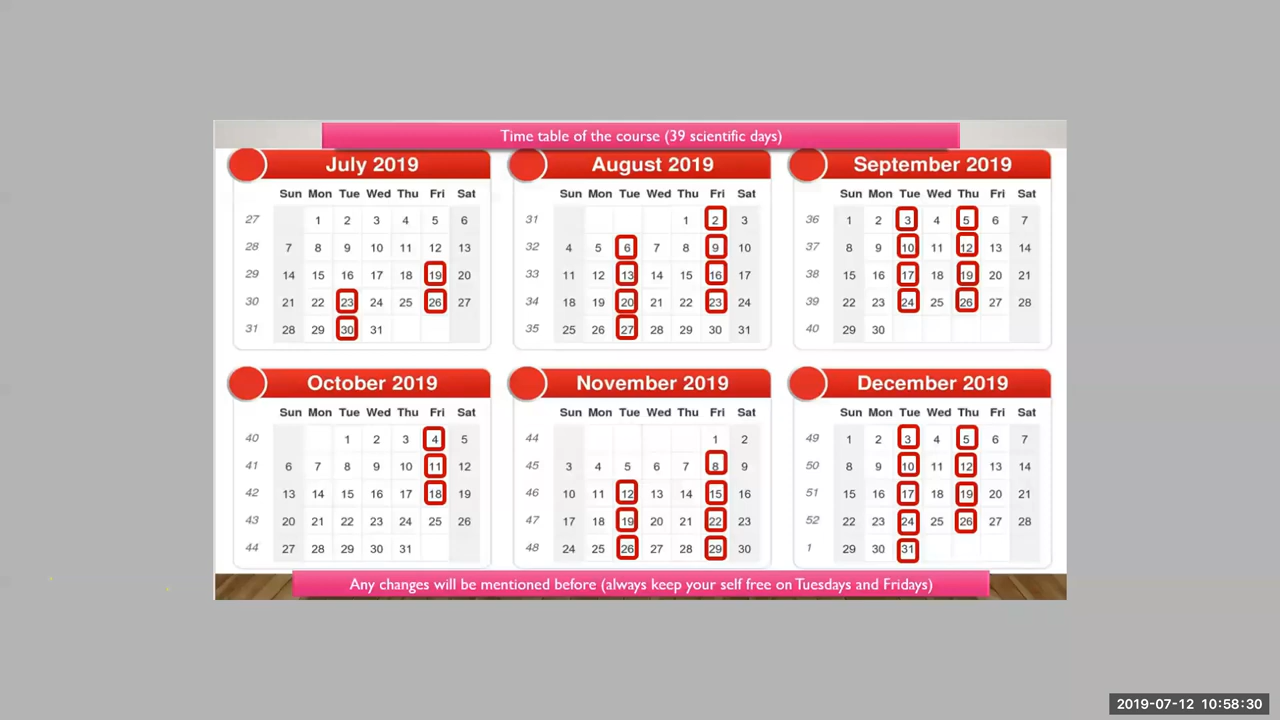 Time table of the course (39 scientific days)
July 2019
Sun Mon Tue Wed Thu Fri Sat
27 1 2 3 4 5 6
28 7 8 9 10 11 12 13
29 14 15 16 17 18 19 20
30 21 22 23 24 25 26 27
31 28 29 30 31
August 2019
Sun Mon Tue Wed Thu Fri Sat
31 1 2 3
32 4 5 6 7 8 9 10
33 11 12 13 14 15 16 17
34 18 19 20 21 22 23 24
35 25 26 27 28 29 30 31
September 2019
Sun Mon Tue Wed Thu Fri Sat
36 1 2 3 4 5 6 7
37 8 9 10 11 12 13 14
38 15 16 17 18 19 20 21
39 22 23 24 25 26 27 28
40 29 30
October 2019
Sun Mon Tue Wed Thu Fri Sat
40 1 2 3 4 5
41 6 7 8 9 10 11 12
42 13 14 15 16 17 18 19
43 20 21 22 23 24 25 26
44 27 28 29 30 31
November 2019
Sun Mon Tue Wed Thu Fri Sat
44 1 2
45 3 4 5 6 7 8 9
46 10 11 12 13 14 15 16
47 17 18 19 20 21 22 23
48 24 25 26 27 28 29 30
December 2019
Sun Mon Tue Wed Thu Fri Sat
49 1 2 3 4 5 6 7
50 8 9 10 11 12 13 14
51 15 16 17 18 19 20 21
52 22 23 24 25 26 27 28
1 29 30 31
Any changes will be mentioned before (always keep your self free on Tuesdays and Fridays)
2019-07-12 10:58:30